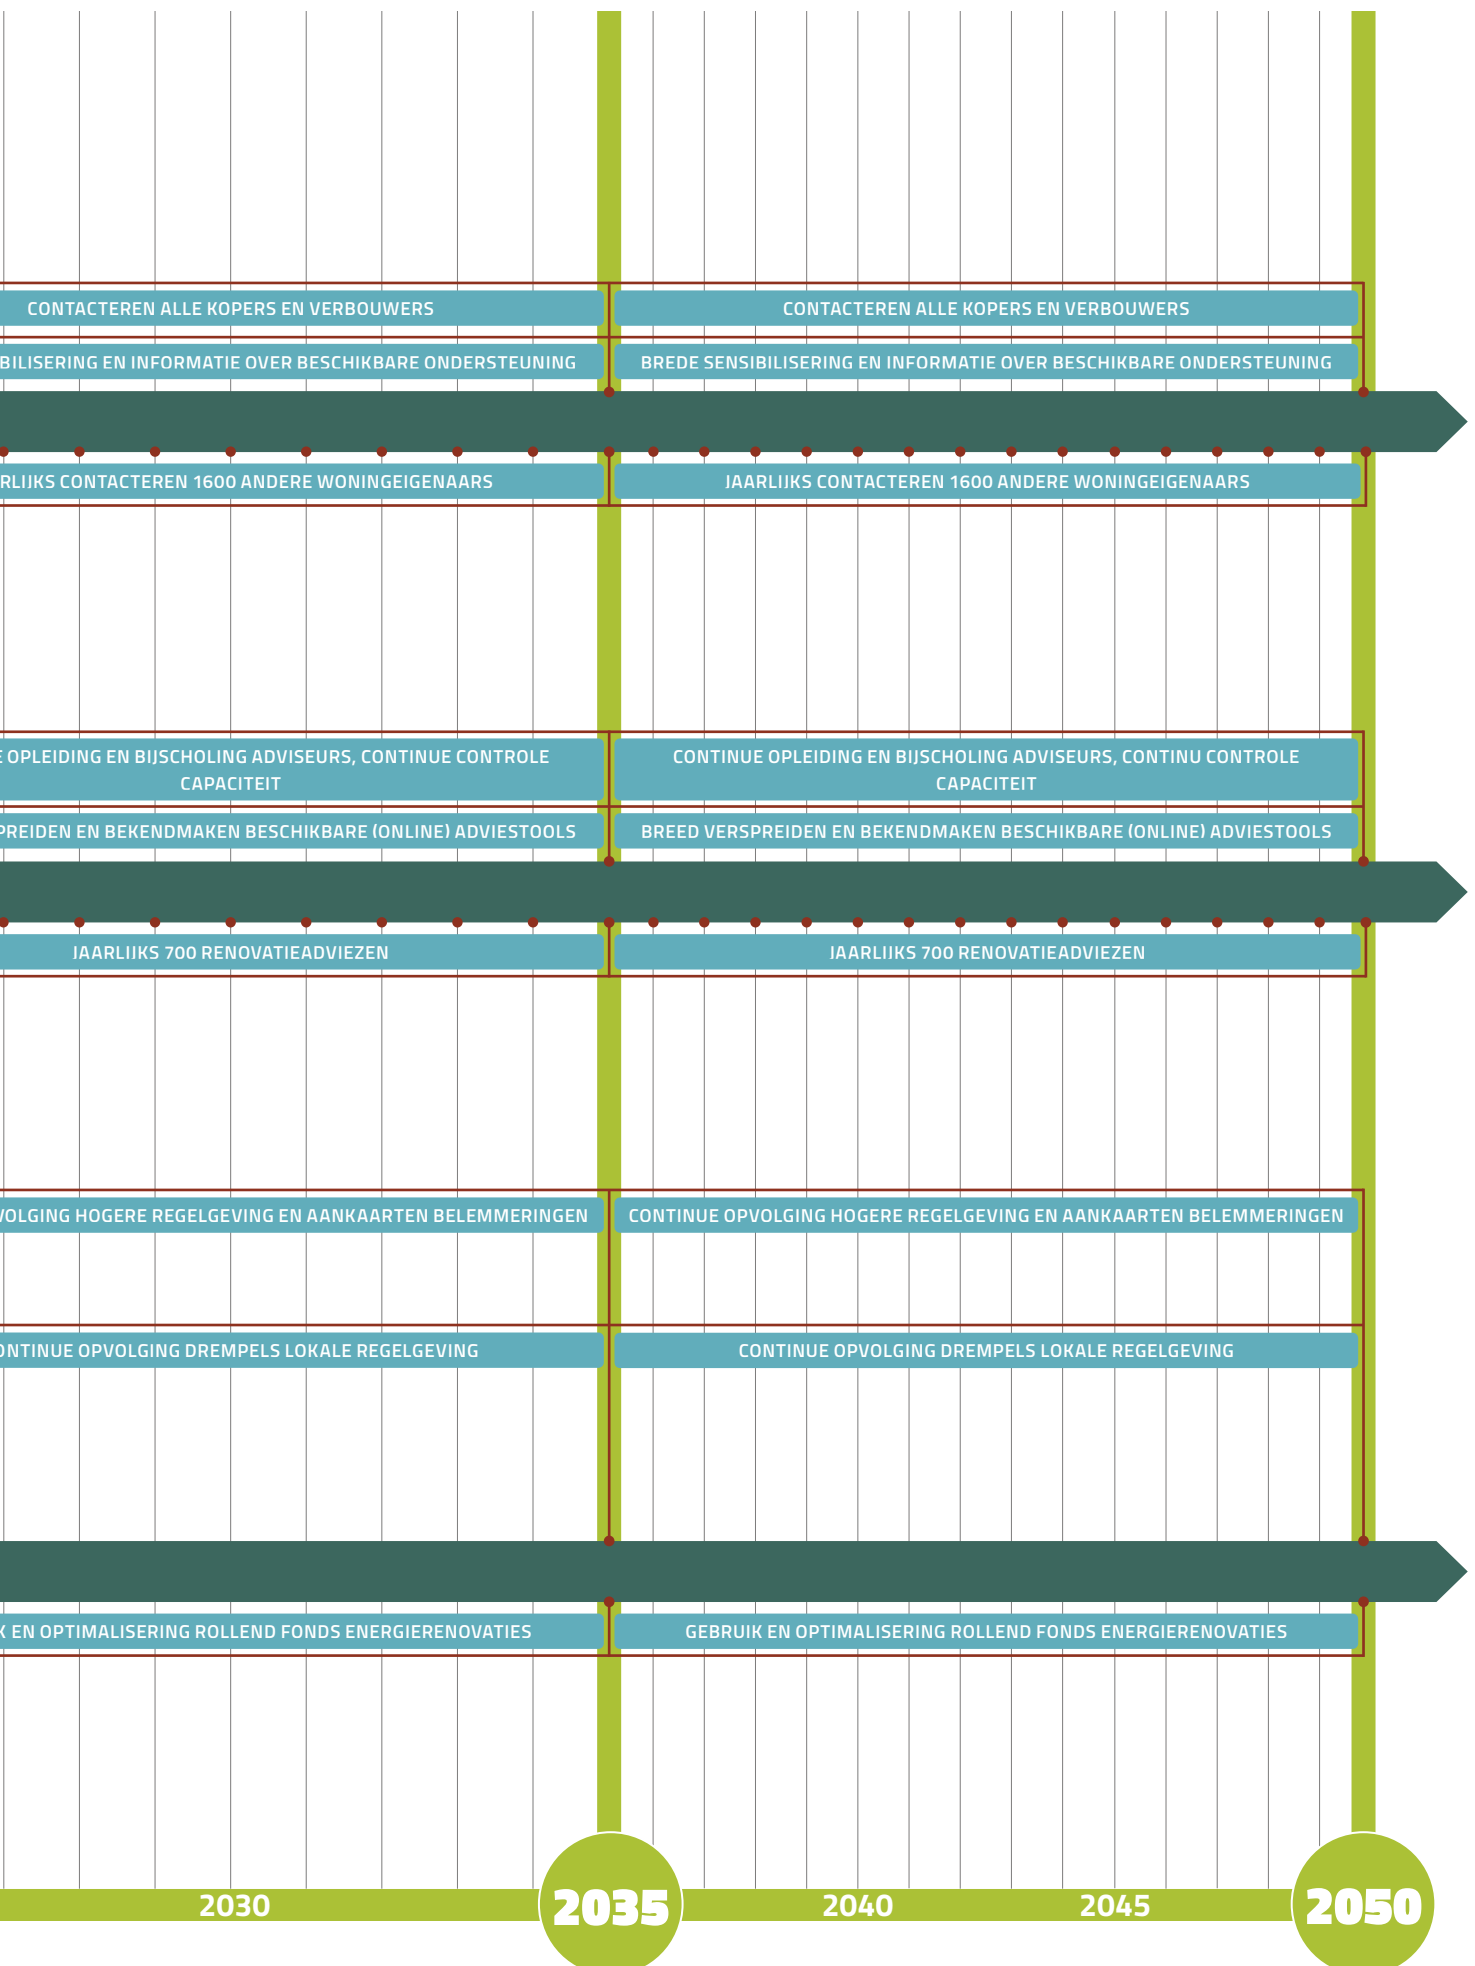 CONTACTEREN ALLE KOPERS EN VERBOUWERS
CONTACTEREN ALLE KOPERS EN VERBOUWERS
BILISERING EN INFORMATIE OVER BESCHIKBARE ONDERSTEUNING
BREDE SENSIBILISERING EN INFORMATIE OVER BESCHIKBARE ONDERSTEUNING
RLIJKS CONTACTEREN 1600 ANDERE WONINGEIGENAARS
JAARLIJKS CONTACTEREN 1600 ANDERE WONINGEIGENAARS
E OPLEIDING EN BIJSCHOLING ADVISEURS, CONTINUE CONTROLE
CAPACITEIT
CONTINUE OPLEIDING EN BIJSCHOLING ADVISEURS, CONTINU CONTROLE
CAPACITEIT
PREIDEN EN BEKENDMAKEN BESCHIKBARE (ONLINE) ADVIESTOOLS
BREED VERSPREIDEN EN BEKENDMAKEN BESCHIKBARE (ONLINE) ADVIESTOOLS
JAARLIJKS 700 RENOVATIEADVIEZEN
JAARLIJKS 700 RENOVATIEADVIEZEN
VOLGING HOGERE REGELGEVING EN AANKAARTEN BELEMMERINGEN
CONTINUE OPVOLGING HOGERE REGELGEVING EN AANKAARTEN BELEMMERINGEN
ONTINUE OPVOLGING DREMPELS LOKALE REGELGEVING
CONTINUE OPVOLGING DREMPELS LOKALE REGELGEVING
K EN OPTIMALISERING ROLLEND FONDS ENERGIERENOVATIES
GEBRUIK EN OPTIMALISERING ROLLEND FONDS ENERGIERENOVATIES
2030
2035
2040
2045
2050